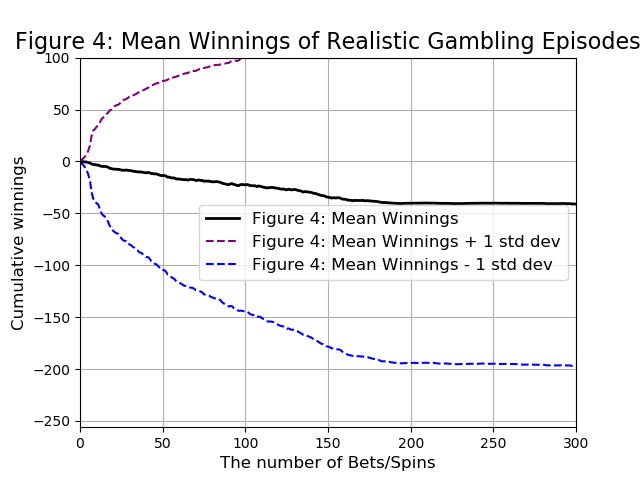 Figure 4: Mean Winnings of Realistic Gambling Episodes
100
50
0
−50
−100
−150
−200
−250
Cumulative winnings
Figure 4: Mean Winnings
Figure 4: Mean Winnings + 1 std dev
Figure 4: Mean Winnings - 1 std dev
0 50 100 150 200 250 300
The number of Bets/Spins